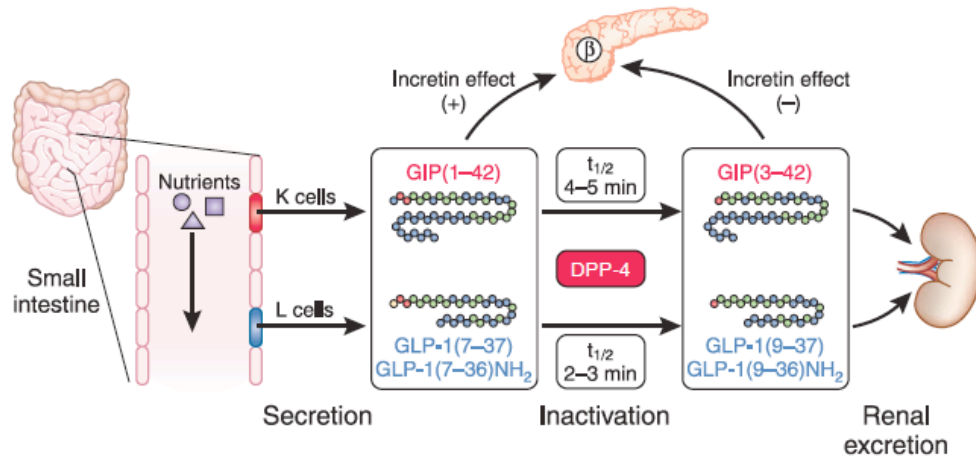 β
Incretin effect
(+)
Incretin effect
(–)
Nutrients
Small
intestine
K cells
L cells
GIP(1–42)
GLP-1(7–37)
GLP-1(7–36)NH₂
t₁/₂
4–5 min
DPP-4
t₁/₂
2–3 min
GIP(3–42)
GLP-1(9–37)
GLP-1(9–36)NH₂
Secretion
Inactivation
Renal
excretion